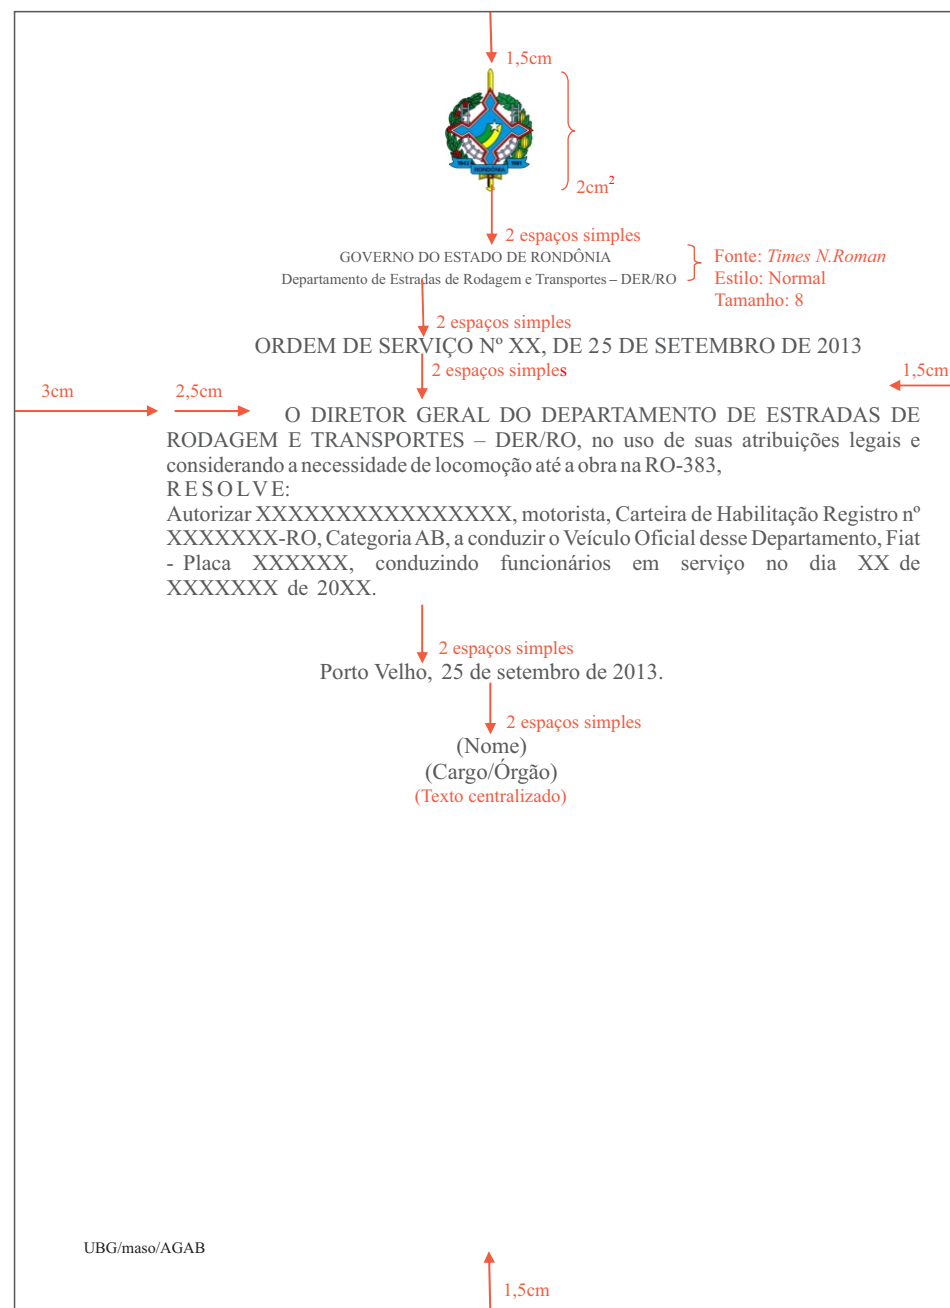 1,5cm
1943 1981
RONDÔNIA
2cm²
2 espaços simples
GOVERNO DO ESTADO DE RONDÔNIA
Departamento de Estradas de Rodagem e Transportes – DER/RO
Fonte: Times N.Roman
Estilo: Normal
Tamanho: 8
2 espaços simples
ORDEM DE SERVIÇO Nº XX, DE 25 DE SETEMBRO DE 2013
2 espaços simples
1,5cm
3cm
2,5cm
O DIRETOR GERAL DO DEPARTAMENTO DE ESTRADAS DE
RODAGEM E TRANSPORTES – DER/RO, no uso de suas atribuições legais e
considerando a necessidade de locomoção até a obra na RO-383,
R E S O L V E:
Autorizar XXXXXXXXXXXXXXXX, motorista, Carteira de Habilitação Registro nº
XXXXXXX-RO, Categoria AB, a conduzir o Veículo Oficial desse Departamento, Fiat
- Placa XXXXXX, conduzindo funcionários em serviço no dia XX de
XXXXXXX de 20XX.
2 espaços simples
Porto Velho, 25 de setembro de 2013.
2 espaços simples
(Nome)
(Cargo/Órgão)
(Texto centralizado)
UBG/maso/AGAB
1,5cm